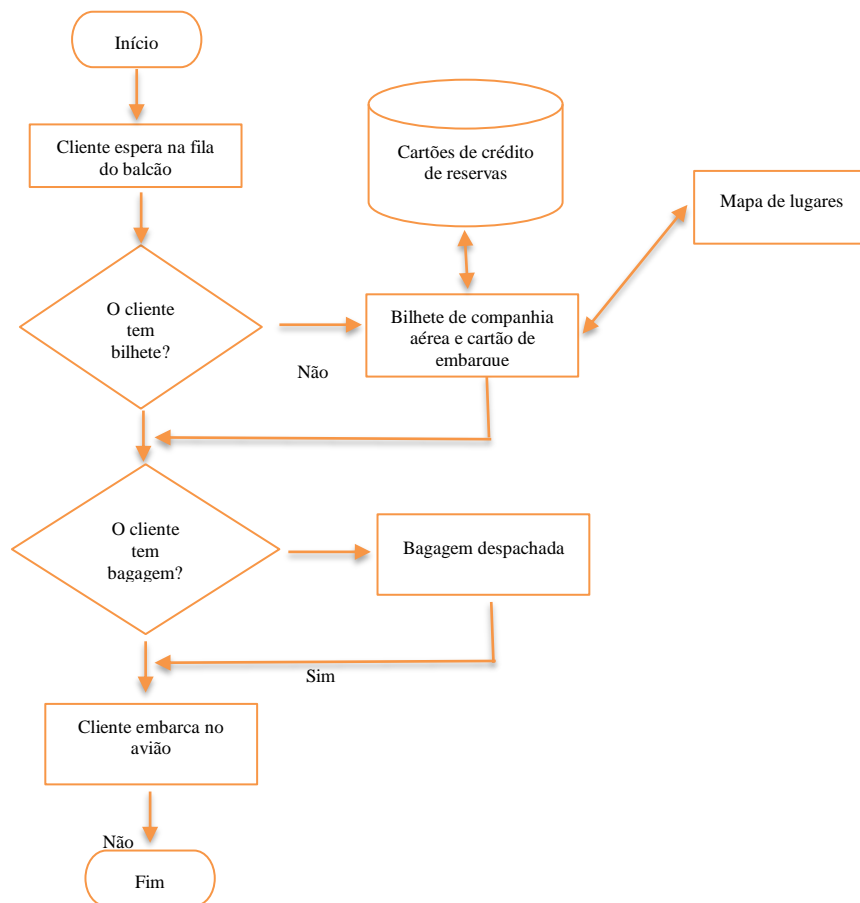 Início
Cliente espera na fila
do balcão
Cartões de crédito
de reservas
Mapa de lugares
O cliente
tem
bilhete?
Bilhete de companhia
aérea e cartão de
embarque
Não
O cliente
tem
bagagem?
Bagagem despachada
Sim
Cliente embarca no
avião
Não
Fim